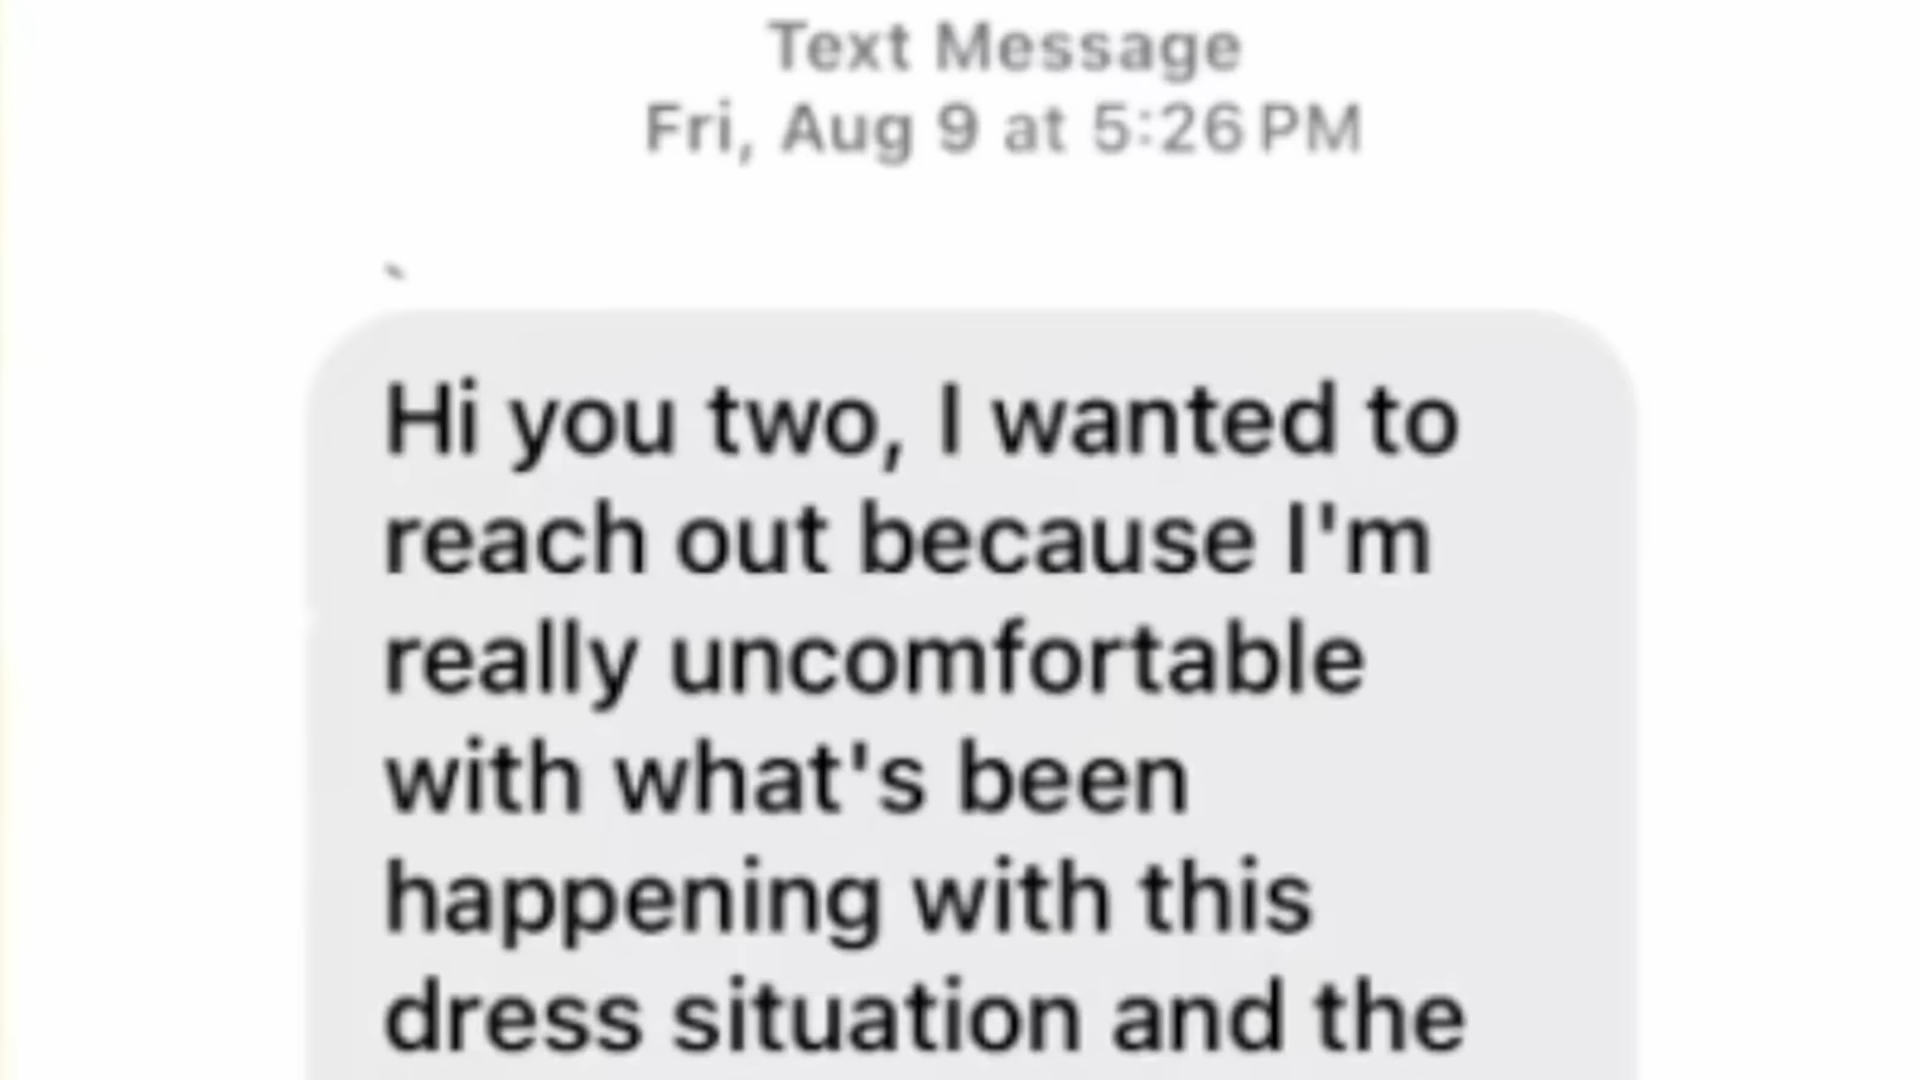 Text Message
Fri, Aug 9 at 5:26 PM
Hi you two, I wanted to
reach out because I'm
really uncomfortable
with what's been
happening with this
dress situation and the